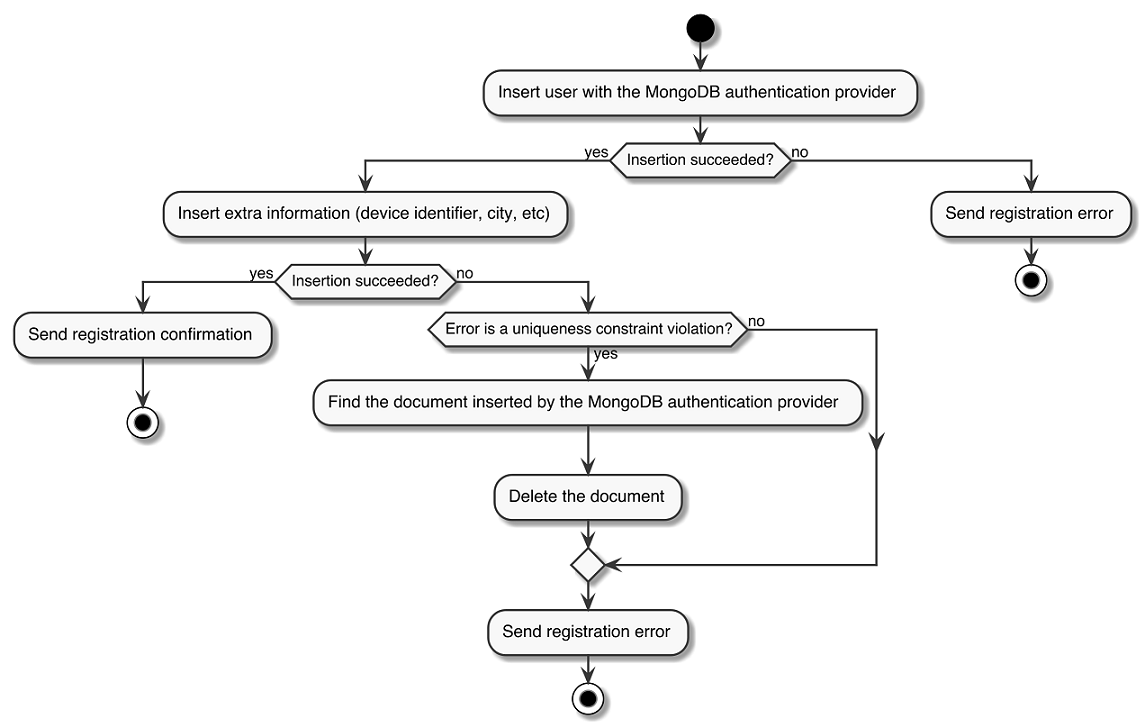 Insert user with the MongoDB authentication provider
yes
Insertion succeeded?
no
Insert extra information (device identifier, city, etc)
Send registration error
yes
Insertion succeeded?
no
Send registration confirmation
Error is a uniqueness constraint violation?
no
yes
Find the document inserted by the MongoDB authentication provider
Delete the document
Send registration error